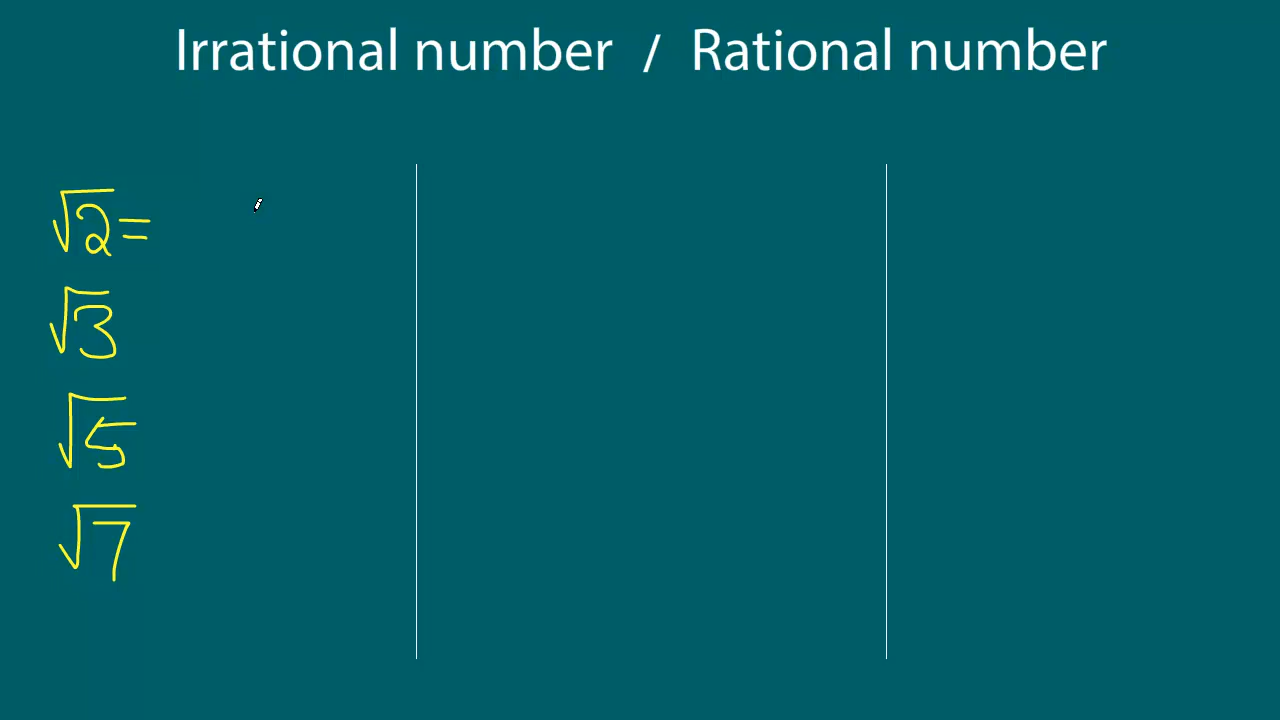 Irrational number / Rational number
√2=
√3
√5
√7